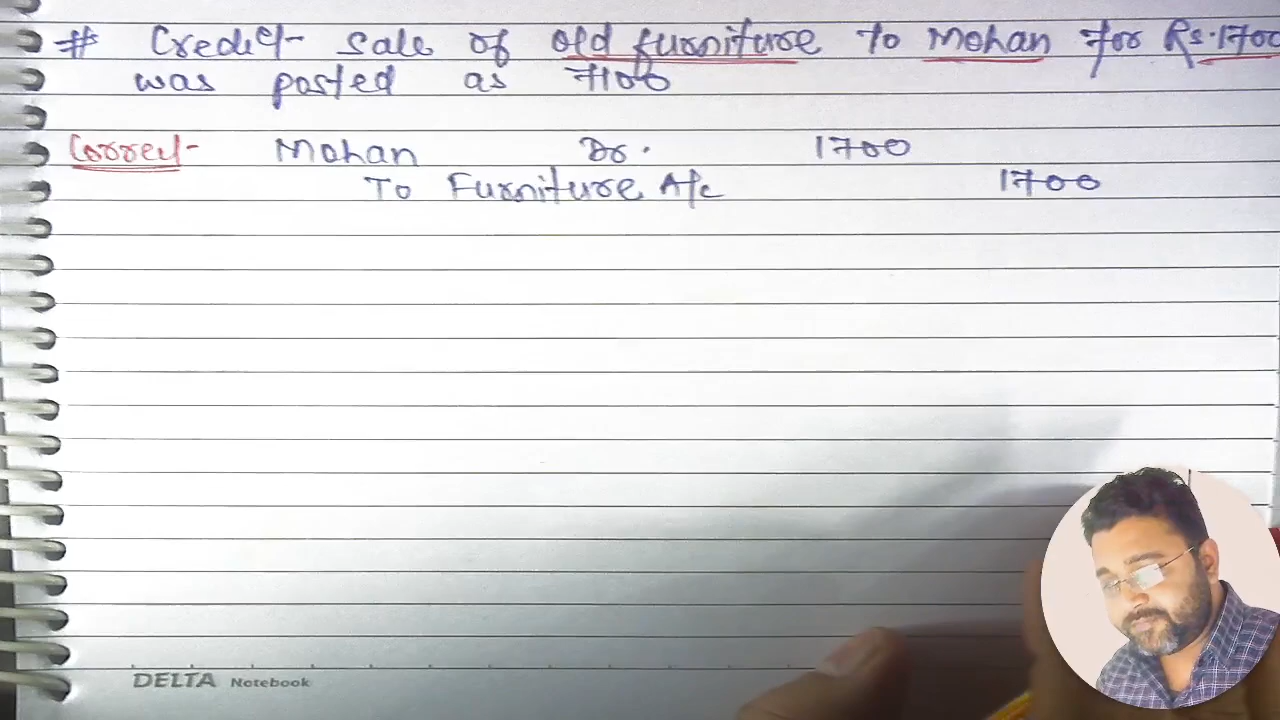 # Credit sale of old furniture to Mohan for Rs.1700
was posted as 7100
Correct- Mohan Dr. 1700
To Furniture A/c 1700
DELTA Notebook